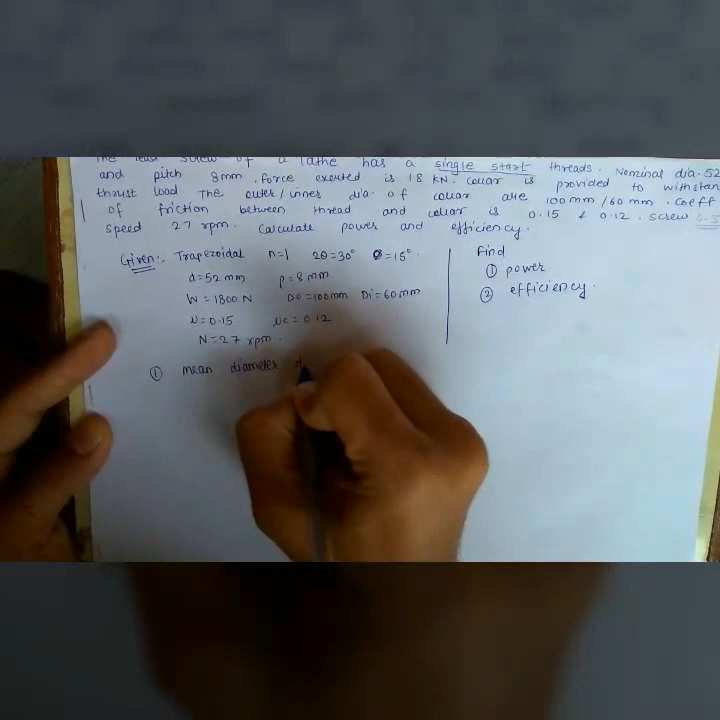 The lead screw of a lathe has a single start threads. Nominal dia. 52
and pitch 8mm. Force exerted is 18 KN. Collar is provided to withstan
thrust load The outer/inner dia. of collar are 100mm/60 mm. Coeff
of friction between thread and collar is 0.15 & 0.12. Screw
speed 27 rpm. Calculate power and efficiency.
Given:- Trapezoidal n=1 2θ=30° θ=15°.
d=52mm p=8mm
W=1800 N Do=100mm Di=60mm
μ=0.15 μc=0.12
N=27 rpm.
Find
① power
② efficiency.
① mean diameter = d